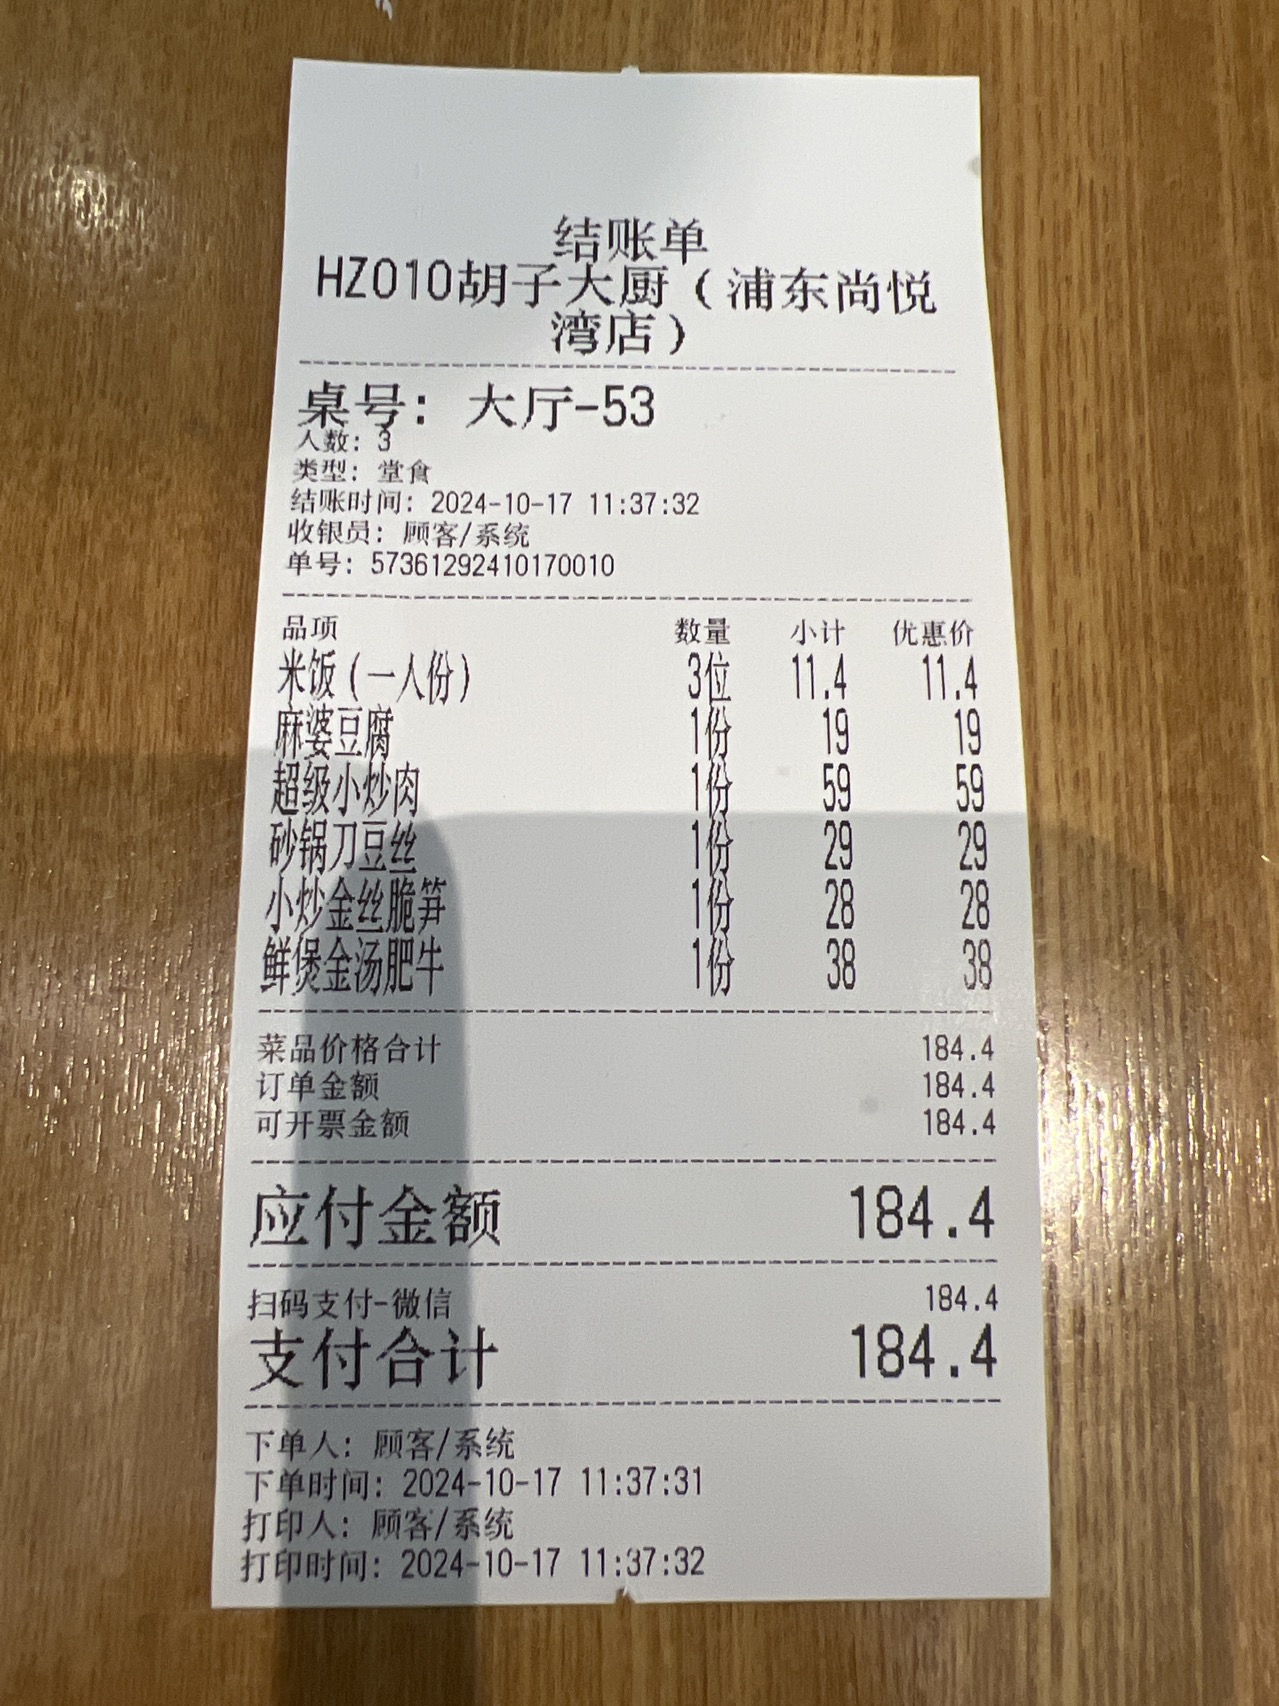 结账单
HZ010胡子大厨（浦东尚悦
湾店）
桌号：大厅-53
人数：3
类型：堂食
结账时间：2024-10-17 11:37:32
收银员：顾客/系统
单号：57361292410170010
品项 数量 小计 优惠价
米饭（一人份） 3位 11.4 11.4
麻婆豆腐 1份 19 19
超级小炒肉 1份 59 59
砂锅刀豆丝 1份 29 29
小炒金丝脆笋 1份 28 28
鲜煲金汤肥牛 1份 38 38
菜品价格合计 184.4
订单金额 184.4
可开票金额 184.4
应付金额 184.4
扫码支付-微信 184.4
支付合计 184.4
下单人：顾客/系统
下单时间：2024-10-17 11:37:31
打印人：顾客/系统
打印时间：2024-10-17 11:37:32